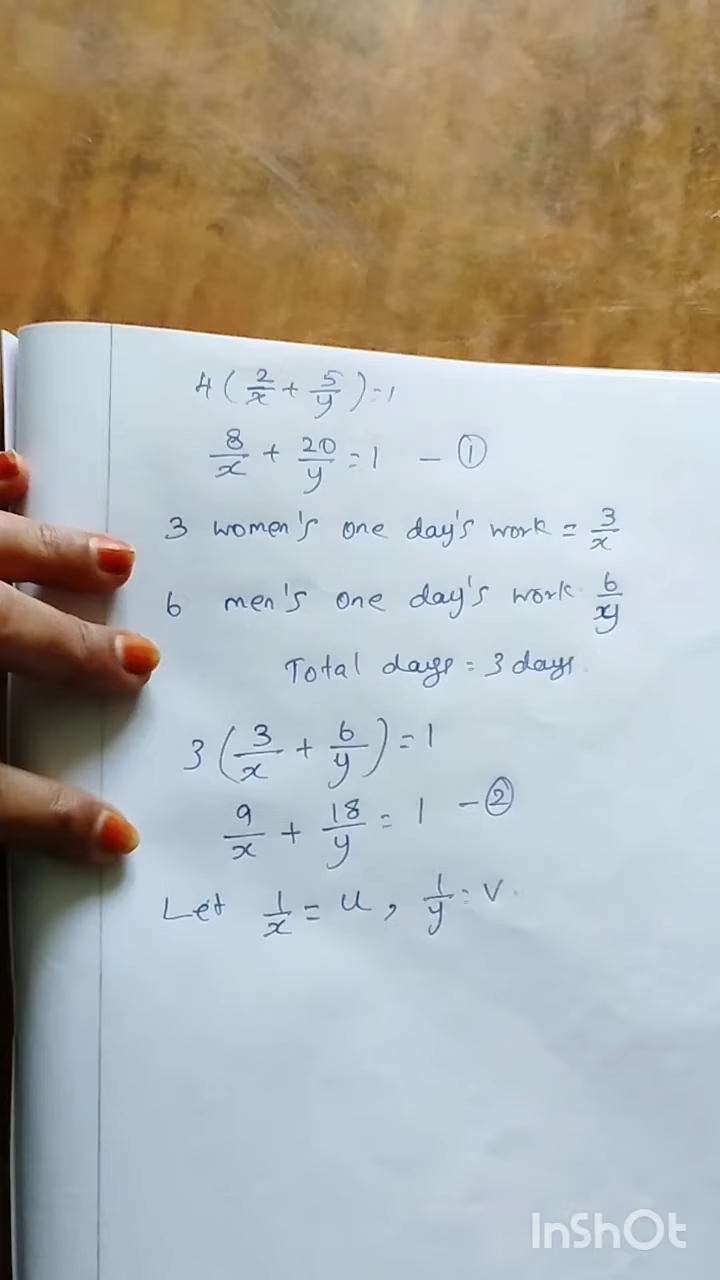 4 ( 2/x + 5/y ) = 1
8/x + 20/y = 1 - ①
3 women's one day's work = 3/x
6 men's one day's work 6/y
Total days = 3 days.
3 ( 3/x + 6/y ) = 1
9/x + 18/y = 1 - ②
Let 1/x = u, 1/y = v.
InShOt